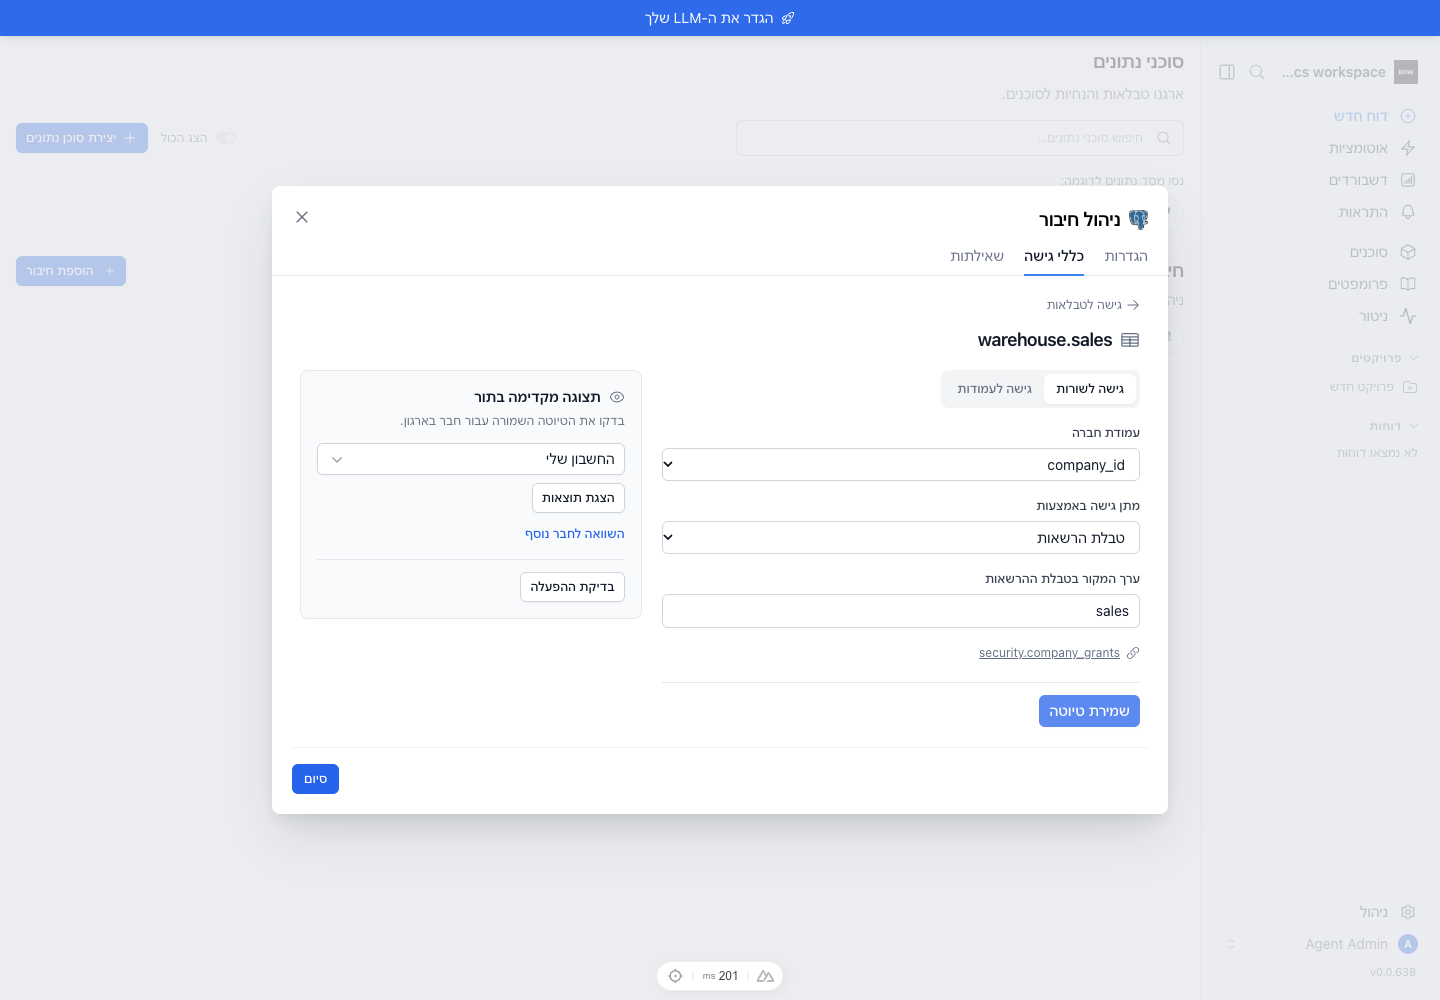 הגדר את ה-LLM שלך
...cs workspace
BOW
דוח חדש
אוטומציות
דשבורדים
התראות
סוכנים
פרומפטים
ניטור
פרויקטים
פרויקט חדש
דוחות
לא נמצאו דוחות
ניהול
Agent Admin
A
v0.0.638
סוכני נתונים
ארגנו טבלאות והנחיות לסוכנים.
חיפוש סוכני נתונים...
הצג הכול
יצירת סוכן נתונים
נסו מסד נתונים לדוגמה:
הוספת חיבור
ניהול חיבור
הגדרות
כללי גישה
שאילתות
גישה לטבלאות
warehouse.sales
גישה לשורות
גישה לעמודות
עמודת חברה
company_id
מתן גישה באמצעות
טבלת הרשאות
ערך המקור בטבלת ההרשאות
sales
security.company_grants
שמירת טיוטה
תצוגה מקדימה בתור
בדקו את הטיוטה השמורה עבור חבר בארגון.
החשבון שלי
הצגת תוצאות
השוואה לחבר נוסף
בדיקת ההפעלה
סיום
201 ms